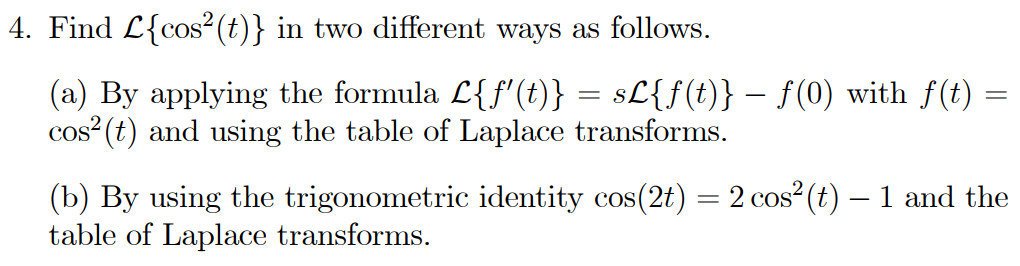 4. Find ℒ{cos²(t)} in two different ways as follows.
(a) By applying the formula ℒ{f′(t)} = sℒ{f(t)} − f(0) with f(t) =
cos²(t) and using the table of Laplace transforms.
(b) By using the trigonometric identity cos(2t) = 2 cos²(t) − 1 and the
table of Laplace transforms.